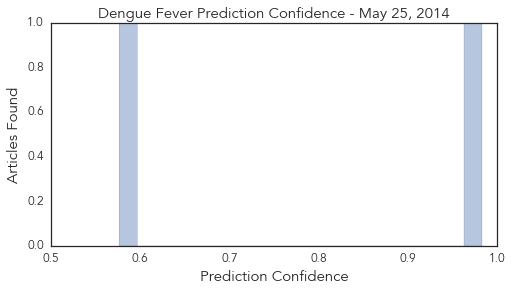 Dengue Fever Prediction Confidence - May 25, 2014
1.0
0.8
0.6
0.4
0.2
0.0
Articles Found
0.5 0.6 0.7 0.8 0.9 1.0
Prediction Confidence